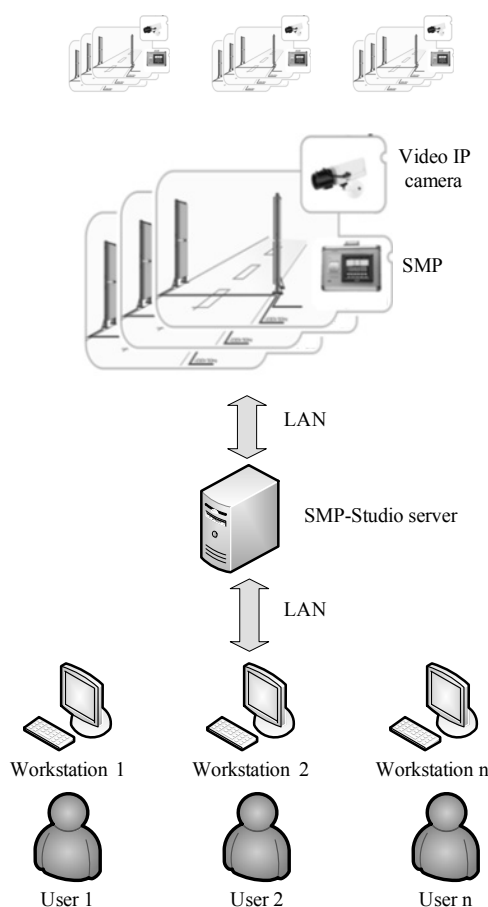 Video IP
camera
SMP
LAN
SMP-Studio server
LAN
Workstation 1
Workstation 2
Workstation n
User 1
User 2
User n